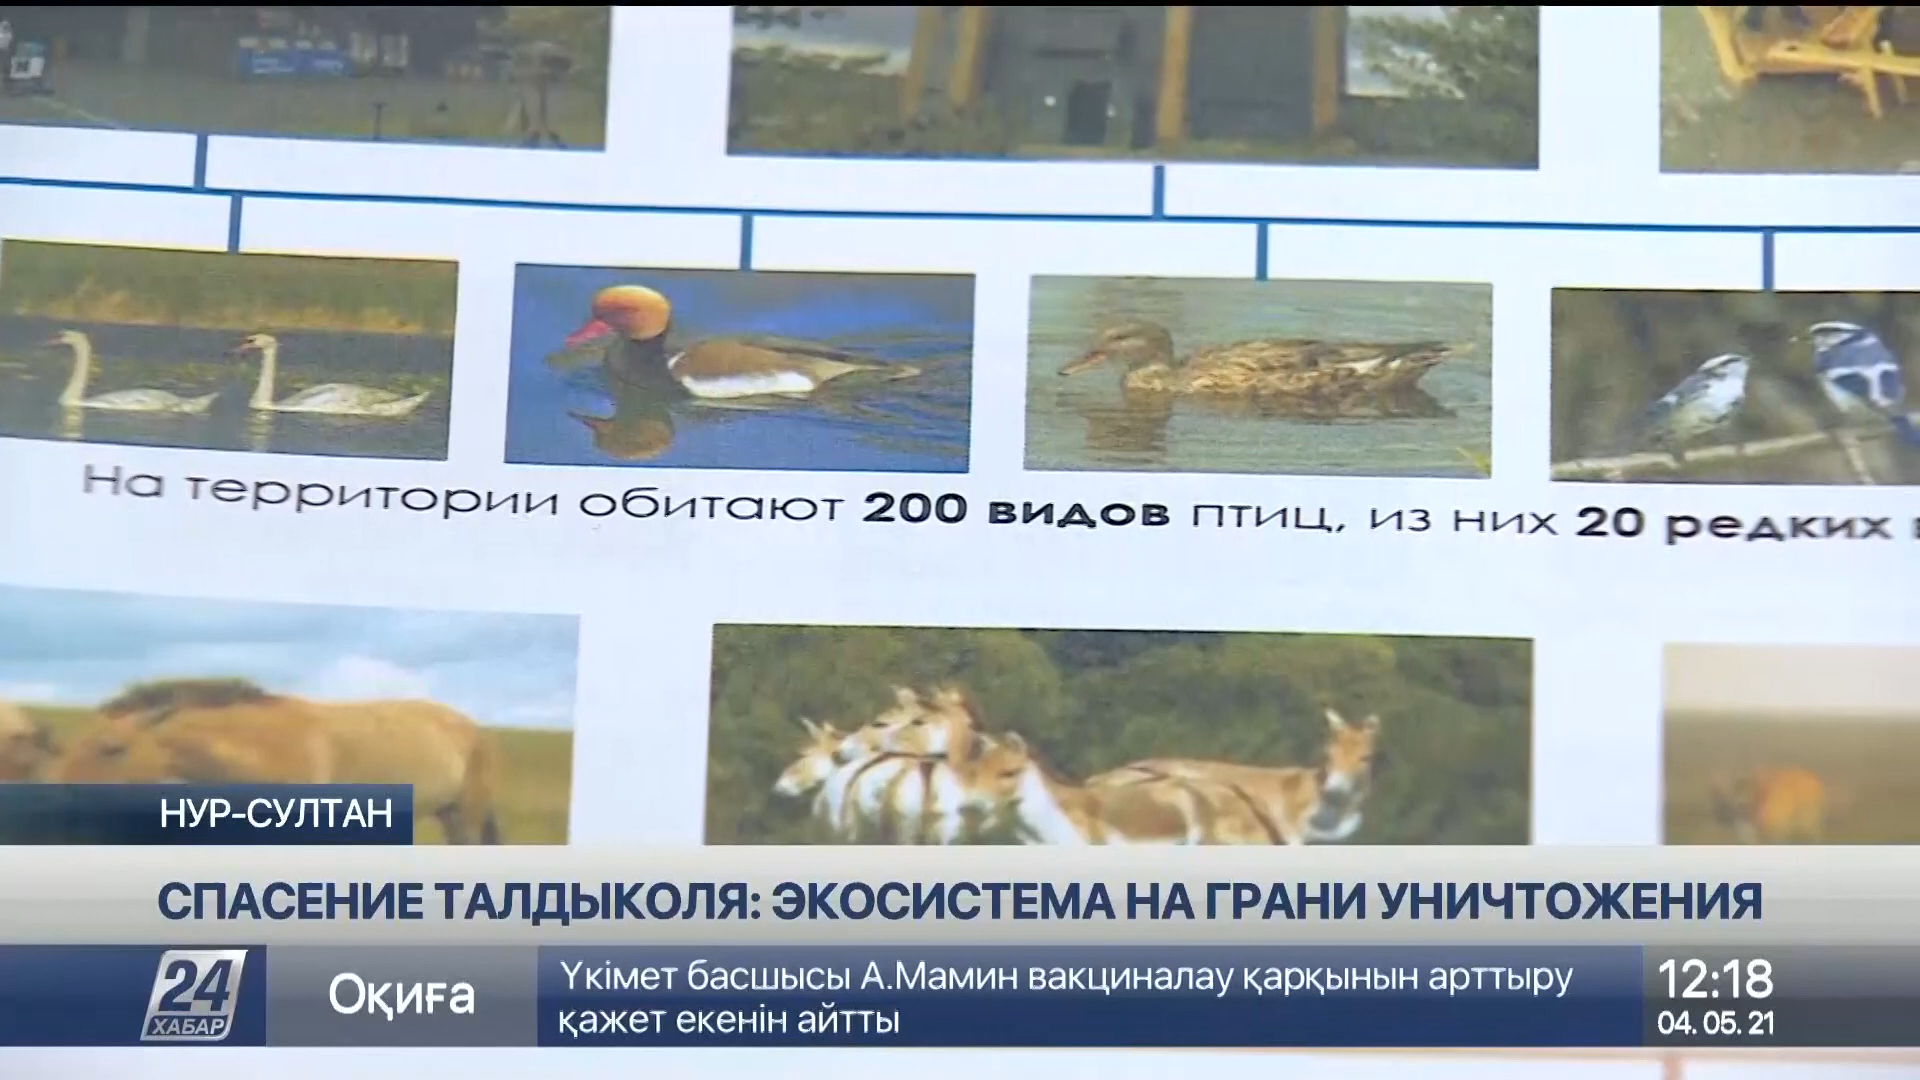 На территории обитают 200 видов птиц, из них 20 редких
НУР-СУЛТАН
СПАСЕНИЕ ТАЛДЫКОЛЯ: ЭКОСИСТЕМА НА ГРАНИ УНИЧТОЖЕНИЯ
24
ХАБАР
Оқиға
Үкімет басшысы А.Мамин вакциналау қарқынын арттыру
қажет екенін айтты
12:18
04.05.21